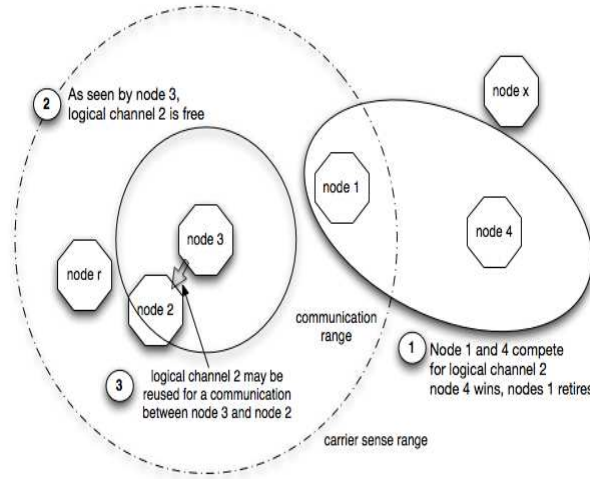 2
As seen by node 3,
logical channel 2 is free
node x
node 1
node 3
node 4
node r
node 2
communication
range
1
Node 1 and 4 compete
for logical channel 2
node 4 wins, nodes 1 retires
3
logical channel 2 may be
reused for a communication
between node 3 and node 2
carrier sense range